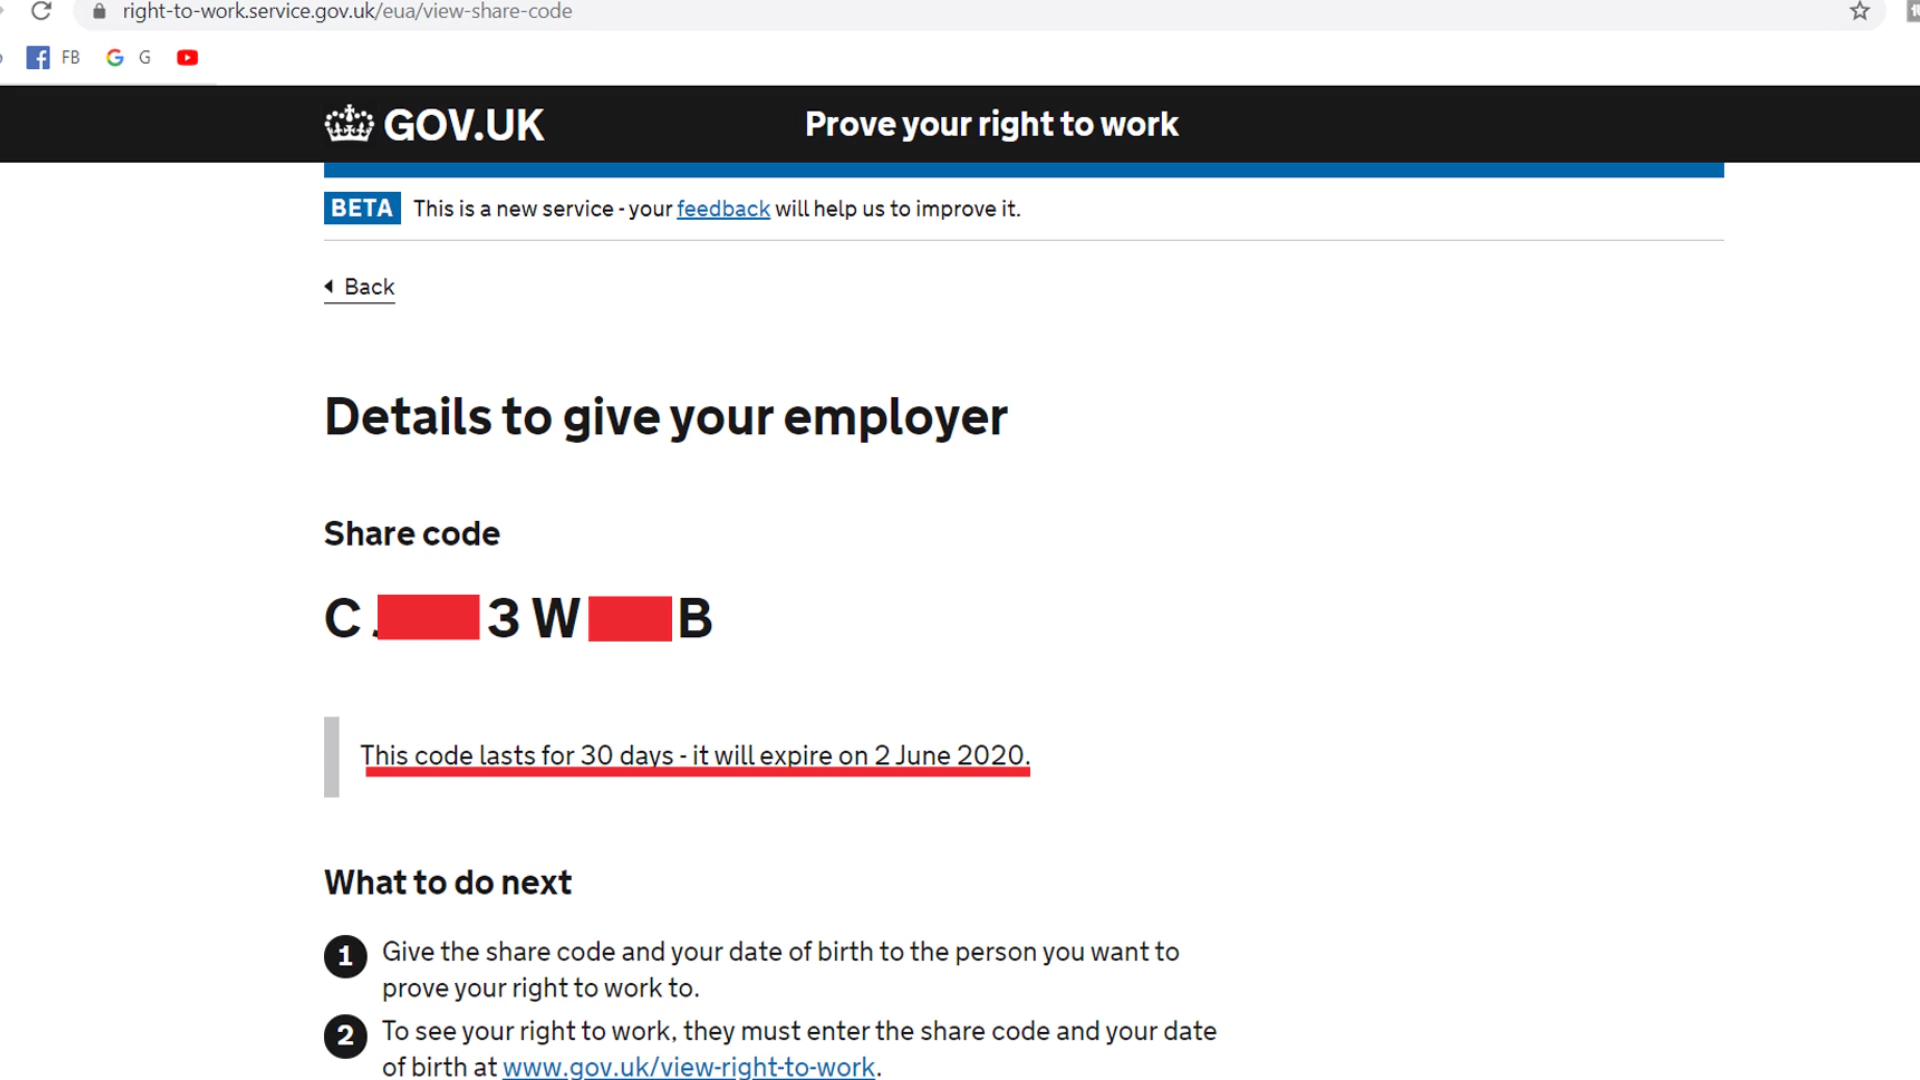 right-to-work.service.gov.uk/eua/view-share-code
FB G
GOV.UK Prove your right to work
BETA This is a new service - your feedback will help us to improve it.
Back
Details to give your employer
Share code
C 3 W B
This code lasts for 30 days - it will expire on 2 June 2020.
What to do next
1 Give the share code and your date of birth to the person you want to
prove your right to work to.
2 To see your right to work, they must enter the share code and your date
of birth at www.gov.uk/view-right-to-work.